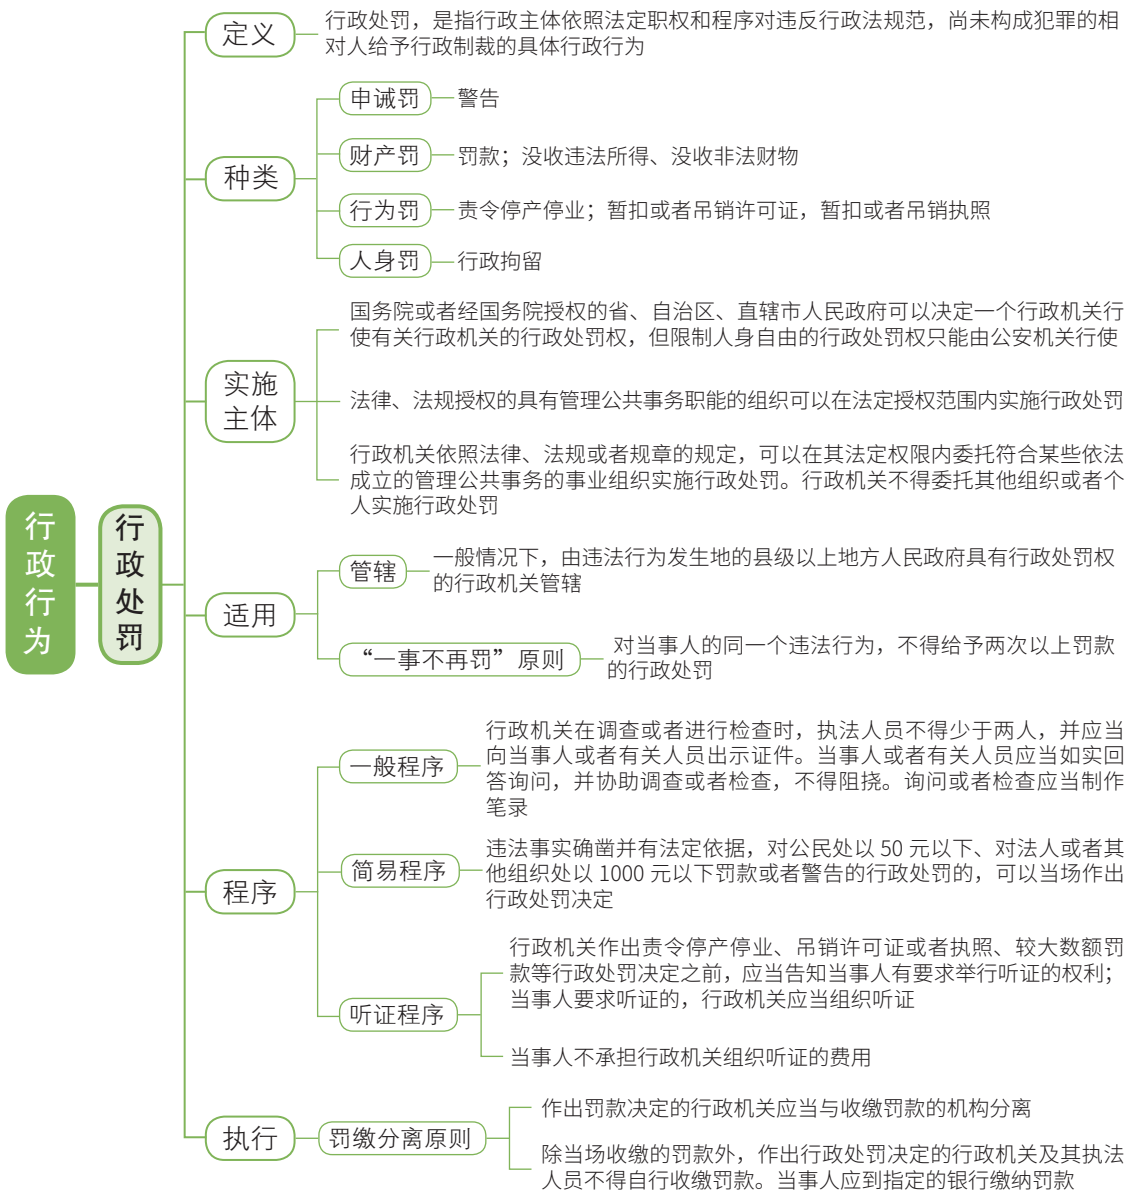 行政行为
行政处罚
定义
行政处罚，是指行政主体依照法定职权和程序对违反行政法规范，尚未构成犯罪的相
对人给予行政制裁的具体行政行为
种类
申诫罚
警告
财产罚
罚款；没收违法所得、没收非法财物
行为罚
责令停产停业；暂扣或者吊销许可证，暂扣或者吊销执照
人身罚
行政拘留
实施
主体
国务院或者经国务院授权的省、自治区、直辖市人民政府可以决定一个行政机关行
使有关行政机关的行政处罚权，但限制人身自由的行政处罚权只能由公安机关行使
法律、法规授权的具有管理公共事务职能的组织可以在法定授权范围内实施行政处罚
行政机关依照法律、法规或者规章的规定，可以在其法定权限内委托符合某些依法
成立的管理公共事务的事业组织实施行政处罚。行政机关不得委托其他组织或者个
人实施行政处罚
适用
管辖
一般情况下，由违法行为发生地的县级以上地方人民政府具有行政处罚权
的行政机关管辖
“一事不再罚”原则
对当事人的同一个违法行为，不得给予两次以上罚款
的行政处罚
程序
一般程序
行政机关在调查或者进行检查时，执法人员不得少于两人，并应当
向当事人或者有关人员出示证件。当事人或者有关人员应当如实回
答询问，并协助调查或者检查，不得阻挠。询问或者检查应当制作
笔录
简易程序
违法事实确凿并有法定依据，对公民处以 50 元以下、对法人或者其
他组织处以 1000 元以下罚款或者警告的行政处罚的，可以当场作出
行政处罚决定
听证程序
行政机关作出责令停产停业、吊销许可证或者执照、较大数额罚
款等行政处罚决定之前，应当告知当事人有要求举行听证的权利；
当事人要求听证的，行政机关应当组织听证
当事人不承担行政机关组织听证的费用
执行
罚缴分离原则
作出罚款决定的行政机关应当与收缴罚款的机构分离
除当场收缴的罚款外，作出行政处罚决定的行政机关及其执法
人员不得自行收缴罚款。当事人应到指定的银行缴纳罚款